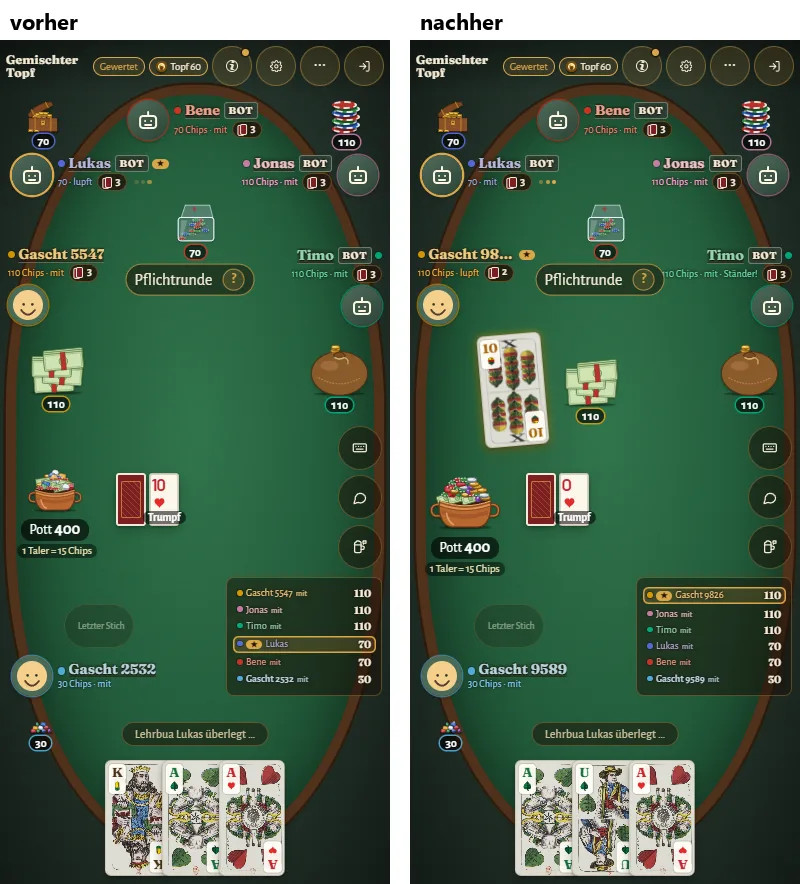 vorher
Gemischter
Topf
Gewertet
Topf 60
Bene BOT
70 Chips · mit 3
70
110
Lukas BOT
70 · lupft 3
Jonas BOT
110 Chips · mit 3
70
Gascht 5547
110 Chips · mit 3
Timo BOT
110 Chips · mit 3
Pflichtrunde ?
110
110
10
Trumpf
Pott 400
1 Taler = 15 Chips
Gascht 5547 mit 110
Jonas mit 110
Timo mit 110
Lukas 70
Bene mit 70
Gascht 2532 mit 30
Letzter Stich
Gascht 2532
30 Chips · mit
30
Lehrbua Lukas überlegt ...
K A A
K A A
nachher
Gemischter
Topf
Gewertet
Topf 60
Bene BOT
70 Chips · mit 3
70
110
Lukas BOT
70 · mit 3
Jonas BOT
110 Chips · mit 3
70
Gascht 98...
110 Chips · lupft 2
Timo BOT
110 Chips · mit · Ständer! 3
Pflichtrunde ?
10
10
110
110
0
Trumpf
Pott 400
1 Taler = 15 Chips
Gascht 9826 110
Jonas mit 110
Timo mit 110
Lukas mit 70
Bene mit 70
Gascht 9589 mit 30
Letzter Stich
Gascht 9589
30 Chips · mit
30
Lehrbua Lukas überlegt ...
A U A
A U A